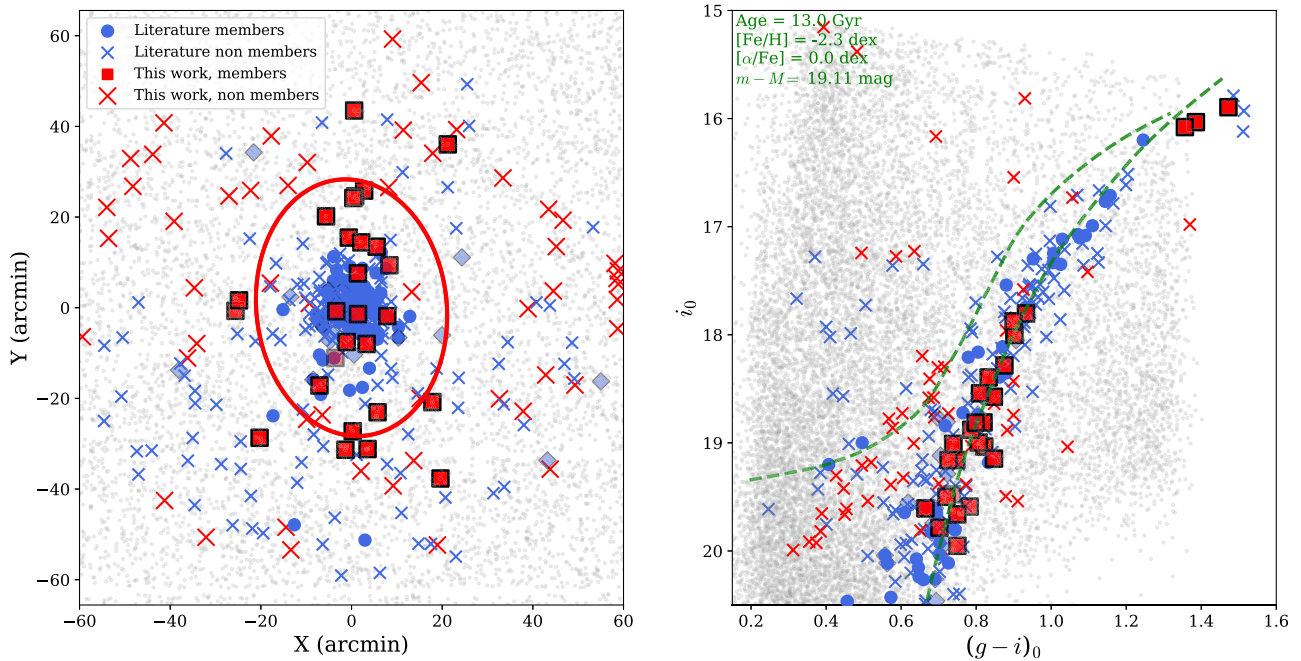 Literature members
Literature non members
This work, members
This work, non members
60
40
20
0
−20
−40
−60
Y (arcmin)
−60
−40
−20
0
20
40
60
X (arcmin)
Age = 13.0 Gyr
[Fe/H] = -2.3 dex
[α/Fe] = 0.0 dex
m − M = 19.11 mag
15
16
17
18
19
20
i₀
0.2
0.4
0.6
0.8
1.0
1.2
1.4
1.6
(g − i)₀